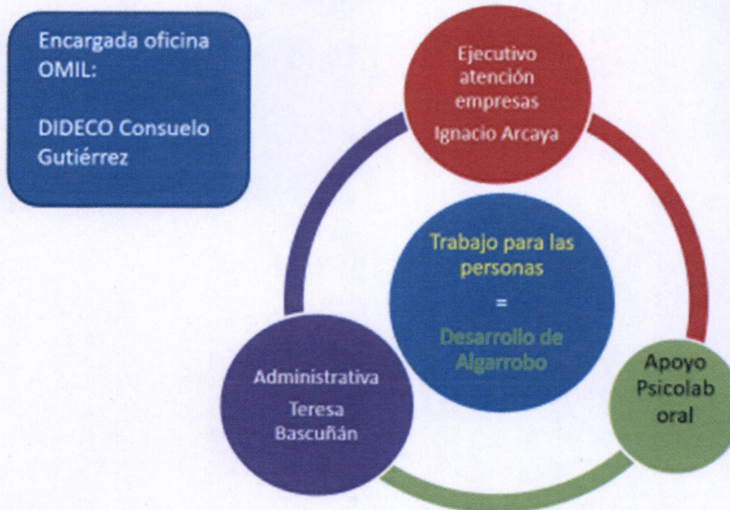 Encargada oficina
OMIL:
DIDECO Consuelo
Gutiérrez
Ejecutivo
atención
empresas
Ignacio Arcaya
Trabajo para las
personas
=
Desarrollo de
Algarrobo
Administrativa
Teresa
Bascuñán
Apoyo
Psicolab
oral